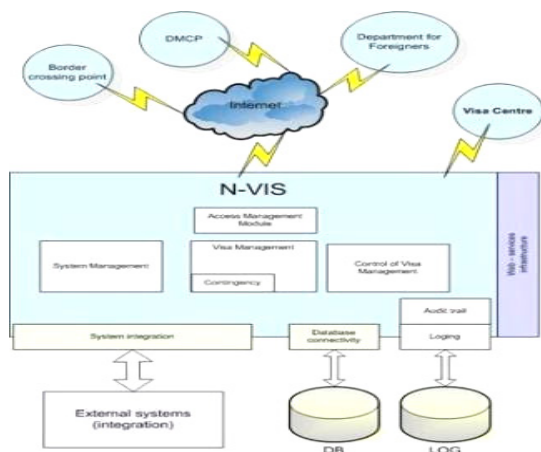 DMCP
Department for
Foreigners
Border
crossing point
Internet
Visa Centre
N-VIS
Access Management
Module
System Management
Visa Management
Contingency
Control of Visa
Management
Web - services
infrastructure
Audit trail
Loging
System integration
Database
connectivity
External systems
(integration)
DB
LOG